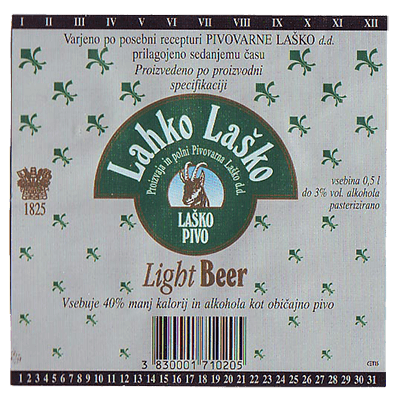 I II III IV V VI VII VIII IX X XI XII
Varjeno po posebni recepturi PIVOVARNE LAŠKO d.d.
prilagojeno sedanjemu času
Proizvedeno po proizvodni
specifikaciji
Lahko Laško
Proizvaja in polni Pivovarna Laško d.d.
LAŠKO
PIVO
1825
vsebina 0,5 l
do 3% vol. alkohola
pasterizirano
Light Beer
Vsebuje 40% manj kalorij in alkohola kot običajno pivo
3 830001 710205
1 2 3 4 5 6 7 8 9 10 11 12 13 14 15 16 17 18 19 20 21 22 23 24 25 26 27 28 29 30 31